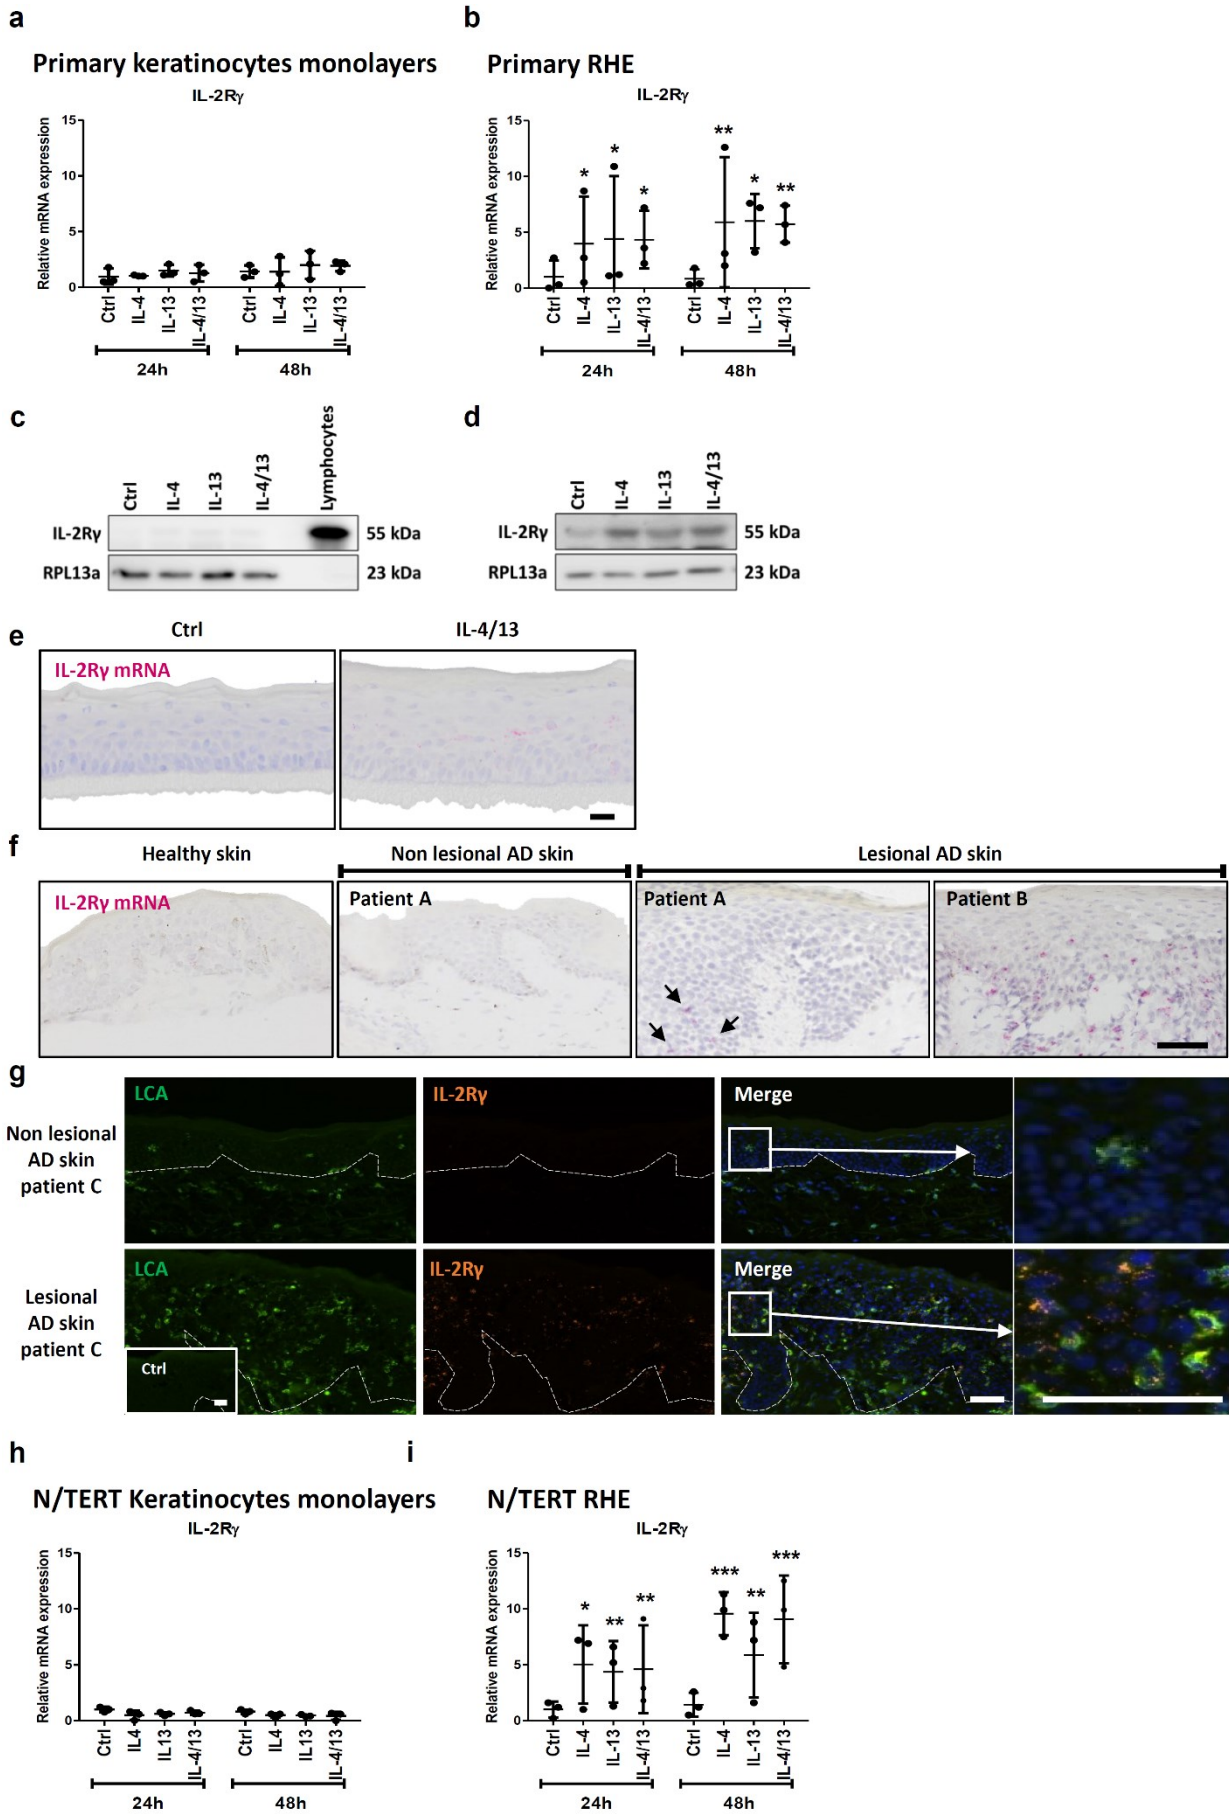 a
Primary keratinocytes monolayers
IL-2Rγ
Relative mRNA expression
15
10
5
0
Ctrl
IL-4
IL-13
IL-4/13
Ctrl
IL-4
IL-13
IL-4/13
24h
48h
b
Primary RHE
IL-2Rγ
Relative mRNA expression
15
10
5
0
*
*
*
**
*
**
Ctrl
IL-4
IL-13
IL-4/13
Ctrl
IL-4
IL-13
IL-4/13
24h
48h
c
Ctrl
IL-4
IL-13
IL-4/13
Lymphocytes
IL-2Rγ
55 kDa
RPL13a
23 kDa
d
Ctrl
IL-4
IL-13
IL-4/13
IL-2Rγ
55 kDa
RPL13a
23 kDa
e
Ctrl
IL-4/13
IL-2Rγ mRNA
f
Healthy skin
Non lesional AD skin
Lesional AD skin
IL-2Rγ mRNA
Patient A
Patient A
Patient B
g
Non lesional
AD skin
patient C
LCA
IL-2Rγ
Merge
Lesional
AD skin
patient C
LCA
Ctrl
IL-2Rγ
Merge
h
N/TERT Keratinocytes monolayers
IL-2Rγ
Relative mRNA expression
15
10
5
0
Ctrl
IL4
IL13
IL-4/13
Ctrl
IL4
IL13
IL-4/13
24h
48h
i
N/TERT RHE
IL-2Rγ
Relative mRNA expression
15
10
5
0
*
**
**
***
**
***
Ctrl
IL-4
IL-13
IL-4/13
Ctrl
IL-4
IL-13
IL-4/13
24h
48h